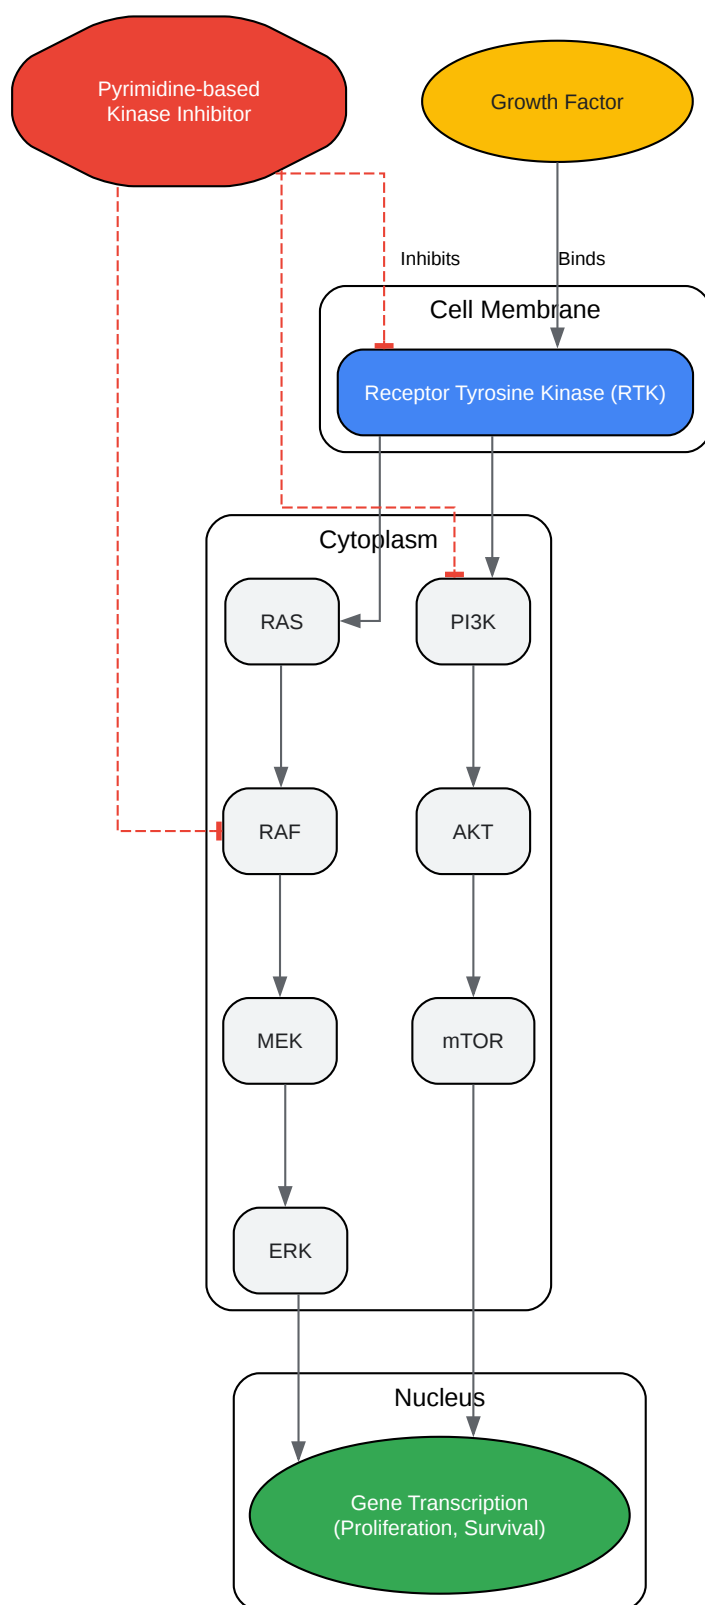 Pyrimidine-based
Kinase Inhibitor
Growth Factor
Inhibits
Binds
Cell Membrane
Receptor Tyrosine Kinase (RTK)
Cytoplasm
RAS
PI3K
RAF
AKT
MEK
mTOR
ERK
Nucleus
Gene Transcription
(Proliferation, Survival)